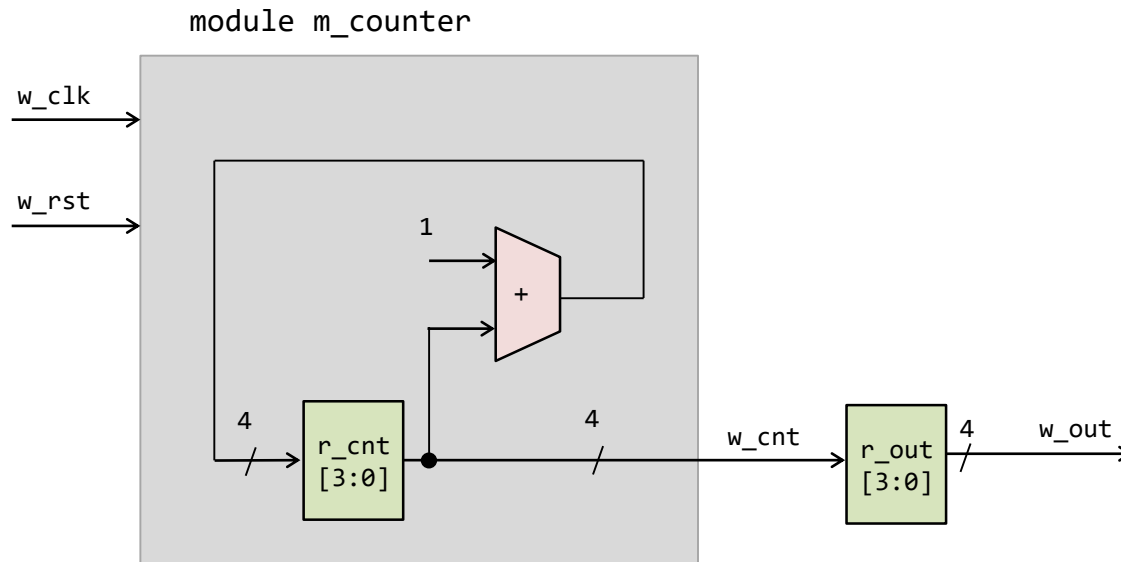 module m_counter
w_clk
w_rst
1
+
4
r_cnt
[3:0]
4
w_cnt
r_out
[3:0]
4
w_out